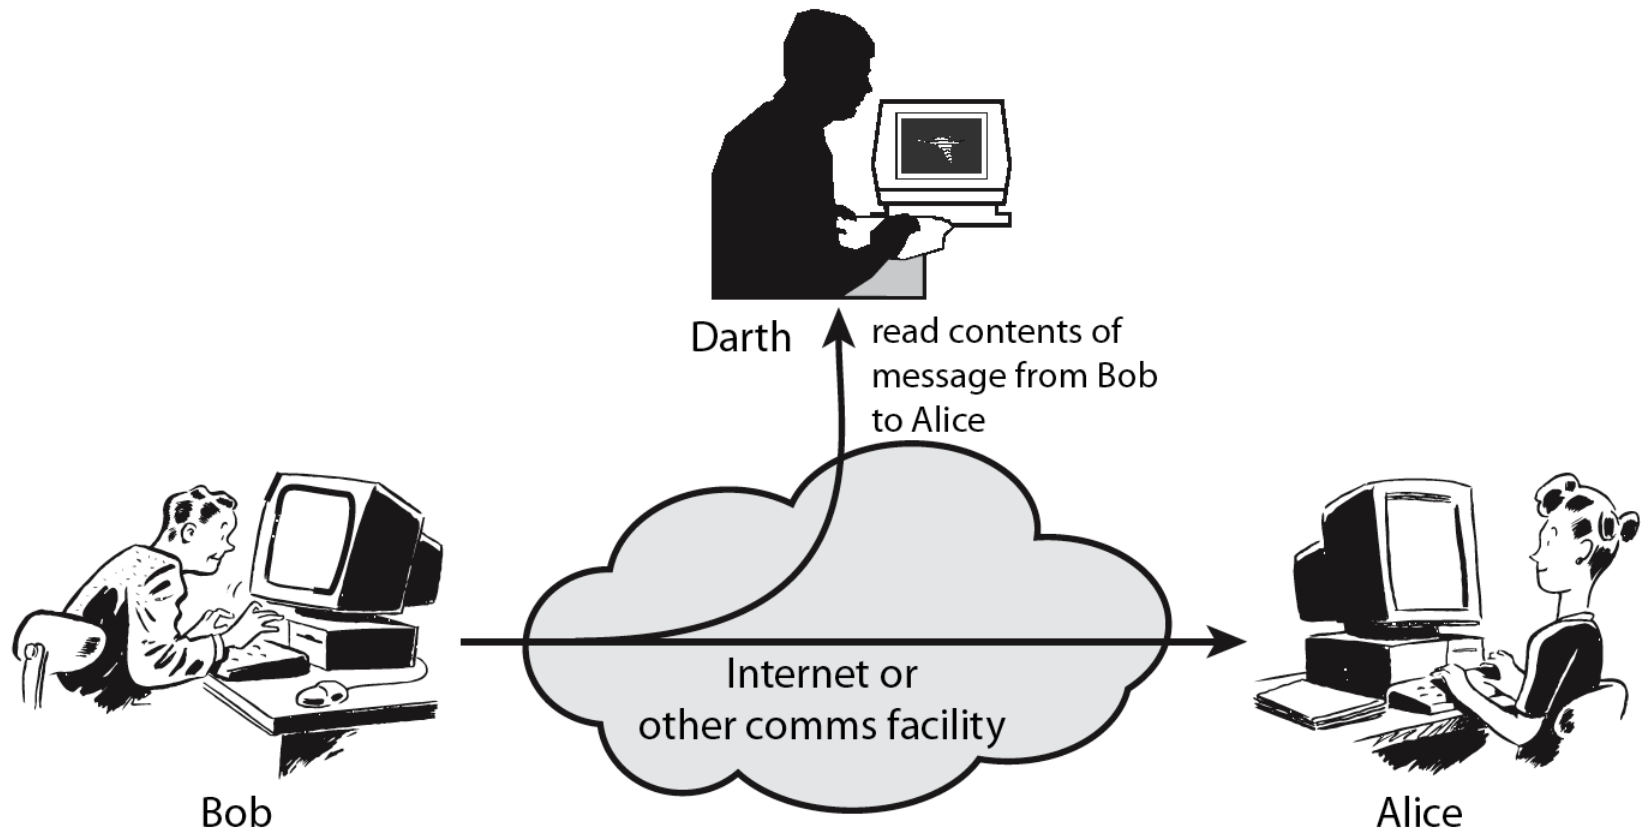 Darth
read contents of
message from Bob
to Alice
Internet or
other comms facility
Bob
Alice